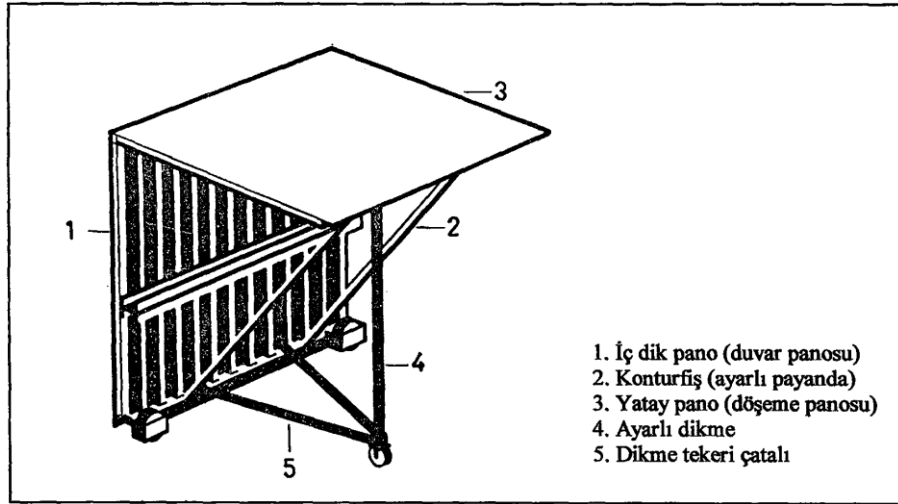 3
1
2
4
5
1. İç dik pano (duvar panosu)
2. Konturfiş (ayarlı payanda)
3. Yatay pano (döşeme panosu)
4. Ayarlı dikme
5. Dikme tekeri çatalı